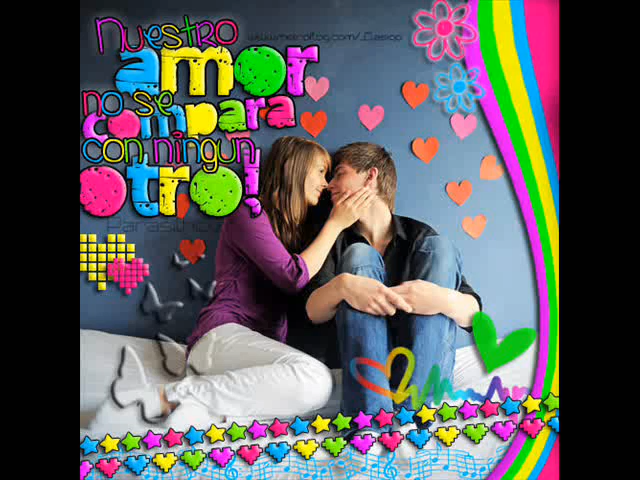 Nuestro
amor
no se
compara
con ningun
otro!